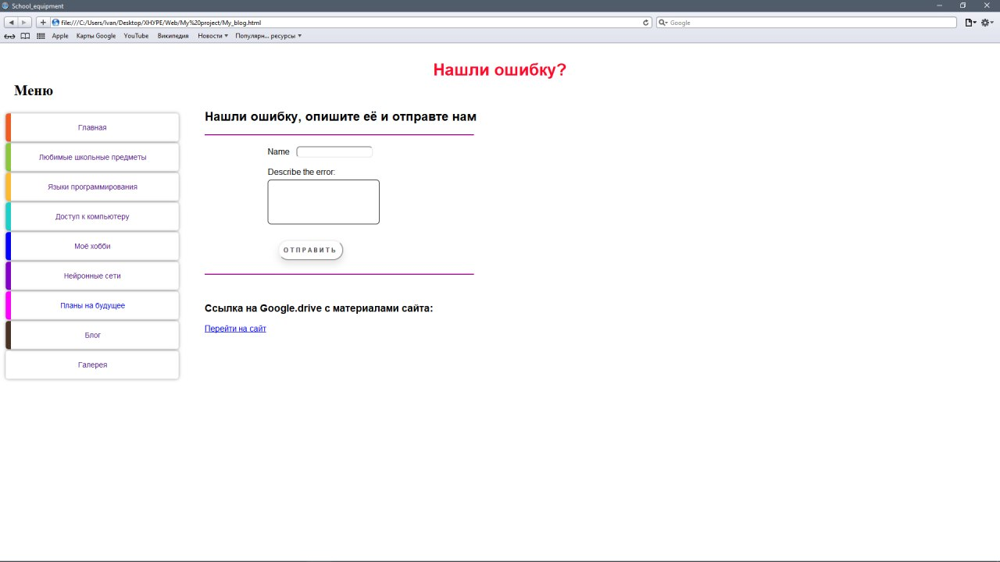 School_equipment
file:///C:/Users/Ivan/Desktop/ХНУРЕ/Web/My%20project/My_blog.html
Google
Apple Карты Google YouTube Википедия Новости Популярн... ресурсы
Нашли ошибку?
Меню
Главная
Любимые школьные предметы
Языки программирования
Доступ к компьютеру
Моё хобби
Нейронные сети
Планы на будущее
Блог
Галерея
Нашли ошибку, опишите её и отправте нам
Name
Describe the error:
ОТПРАВИТЬ
Ссылка на Google.drive с материалами сайта:
Перейти на сайт